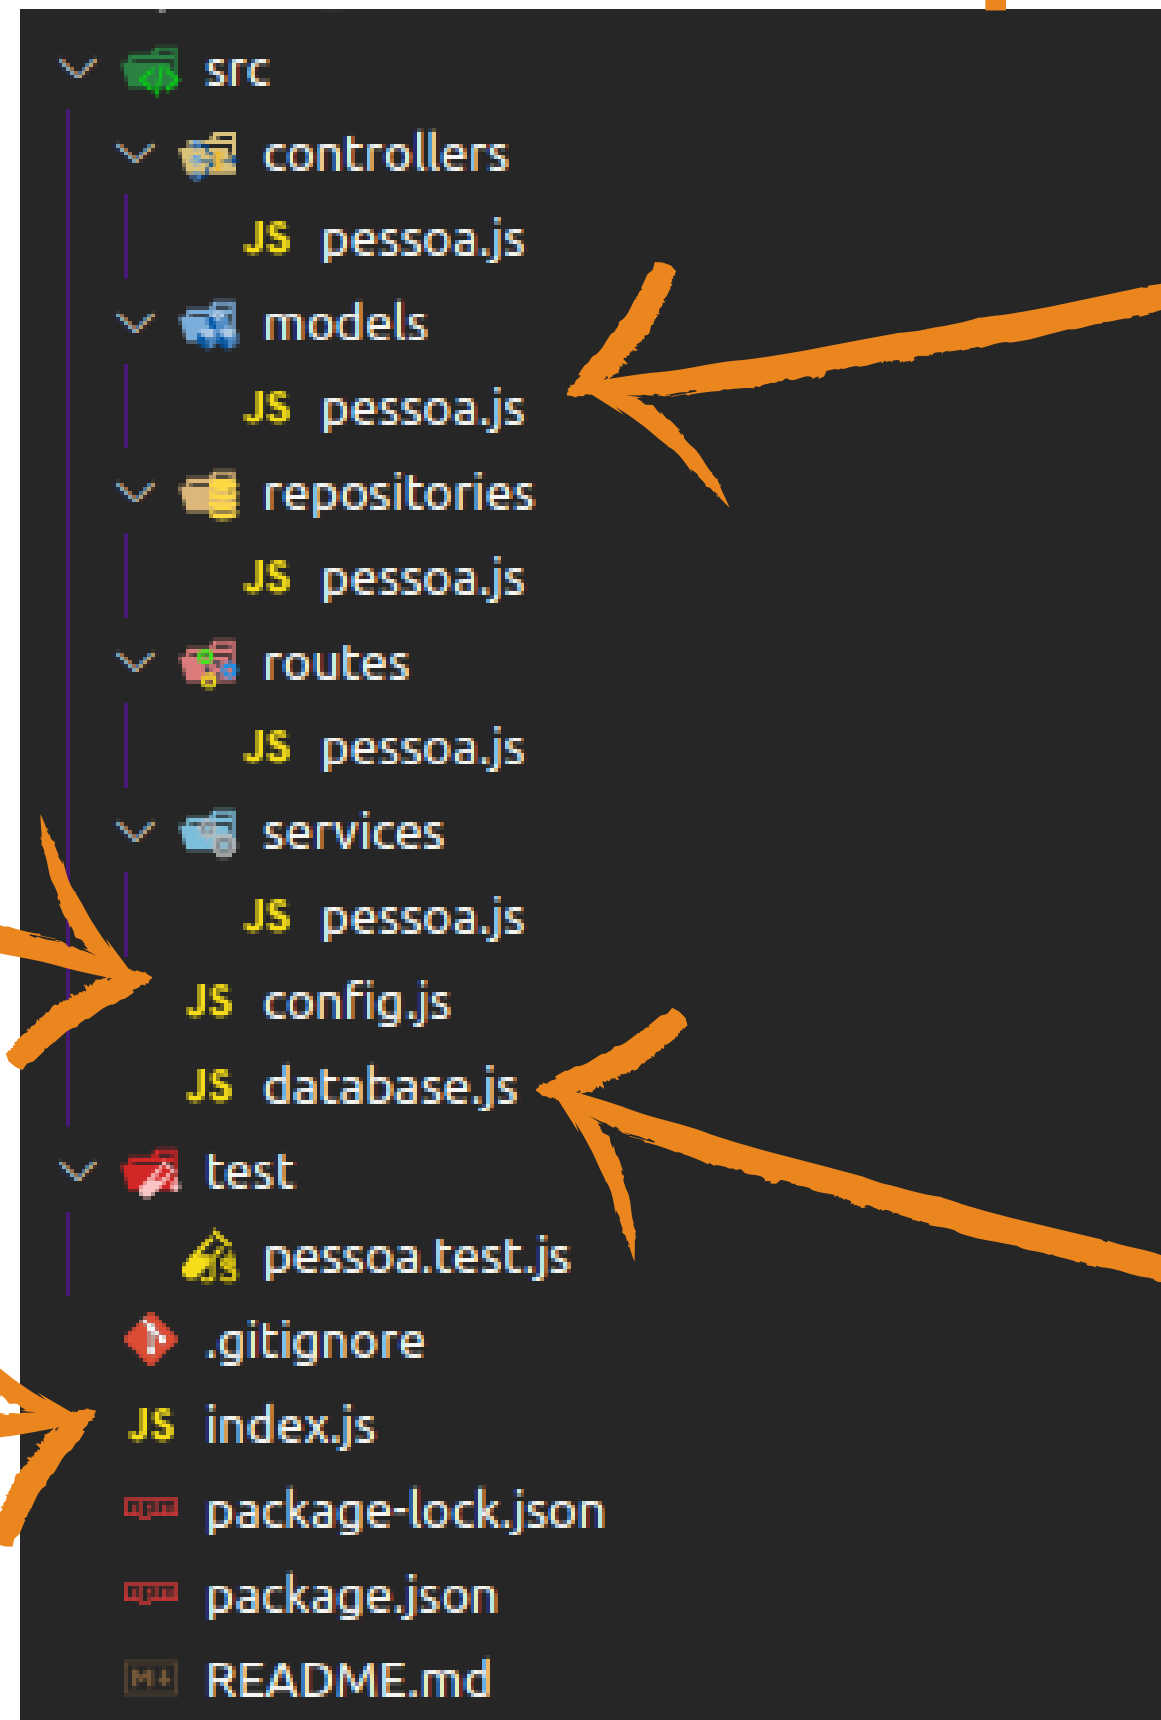 src
controllers
JS pessoa.js
models
JS pessoa.js
repositories
JS pessoa.js
routes
JS pessoa.js
services
JS pessoa.js
JS config.js
JS database.js
test
pessoa.test.js
.gitignore
JS index.js
npm package-lock.json
npm package.json
M README.md